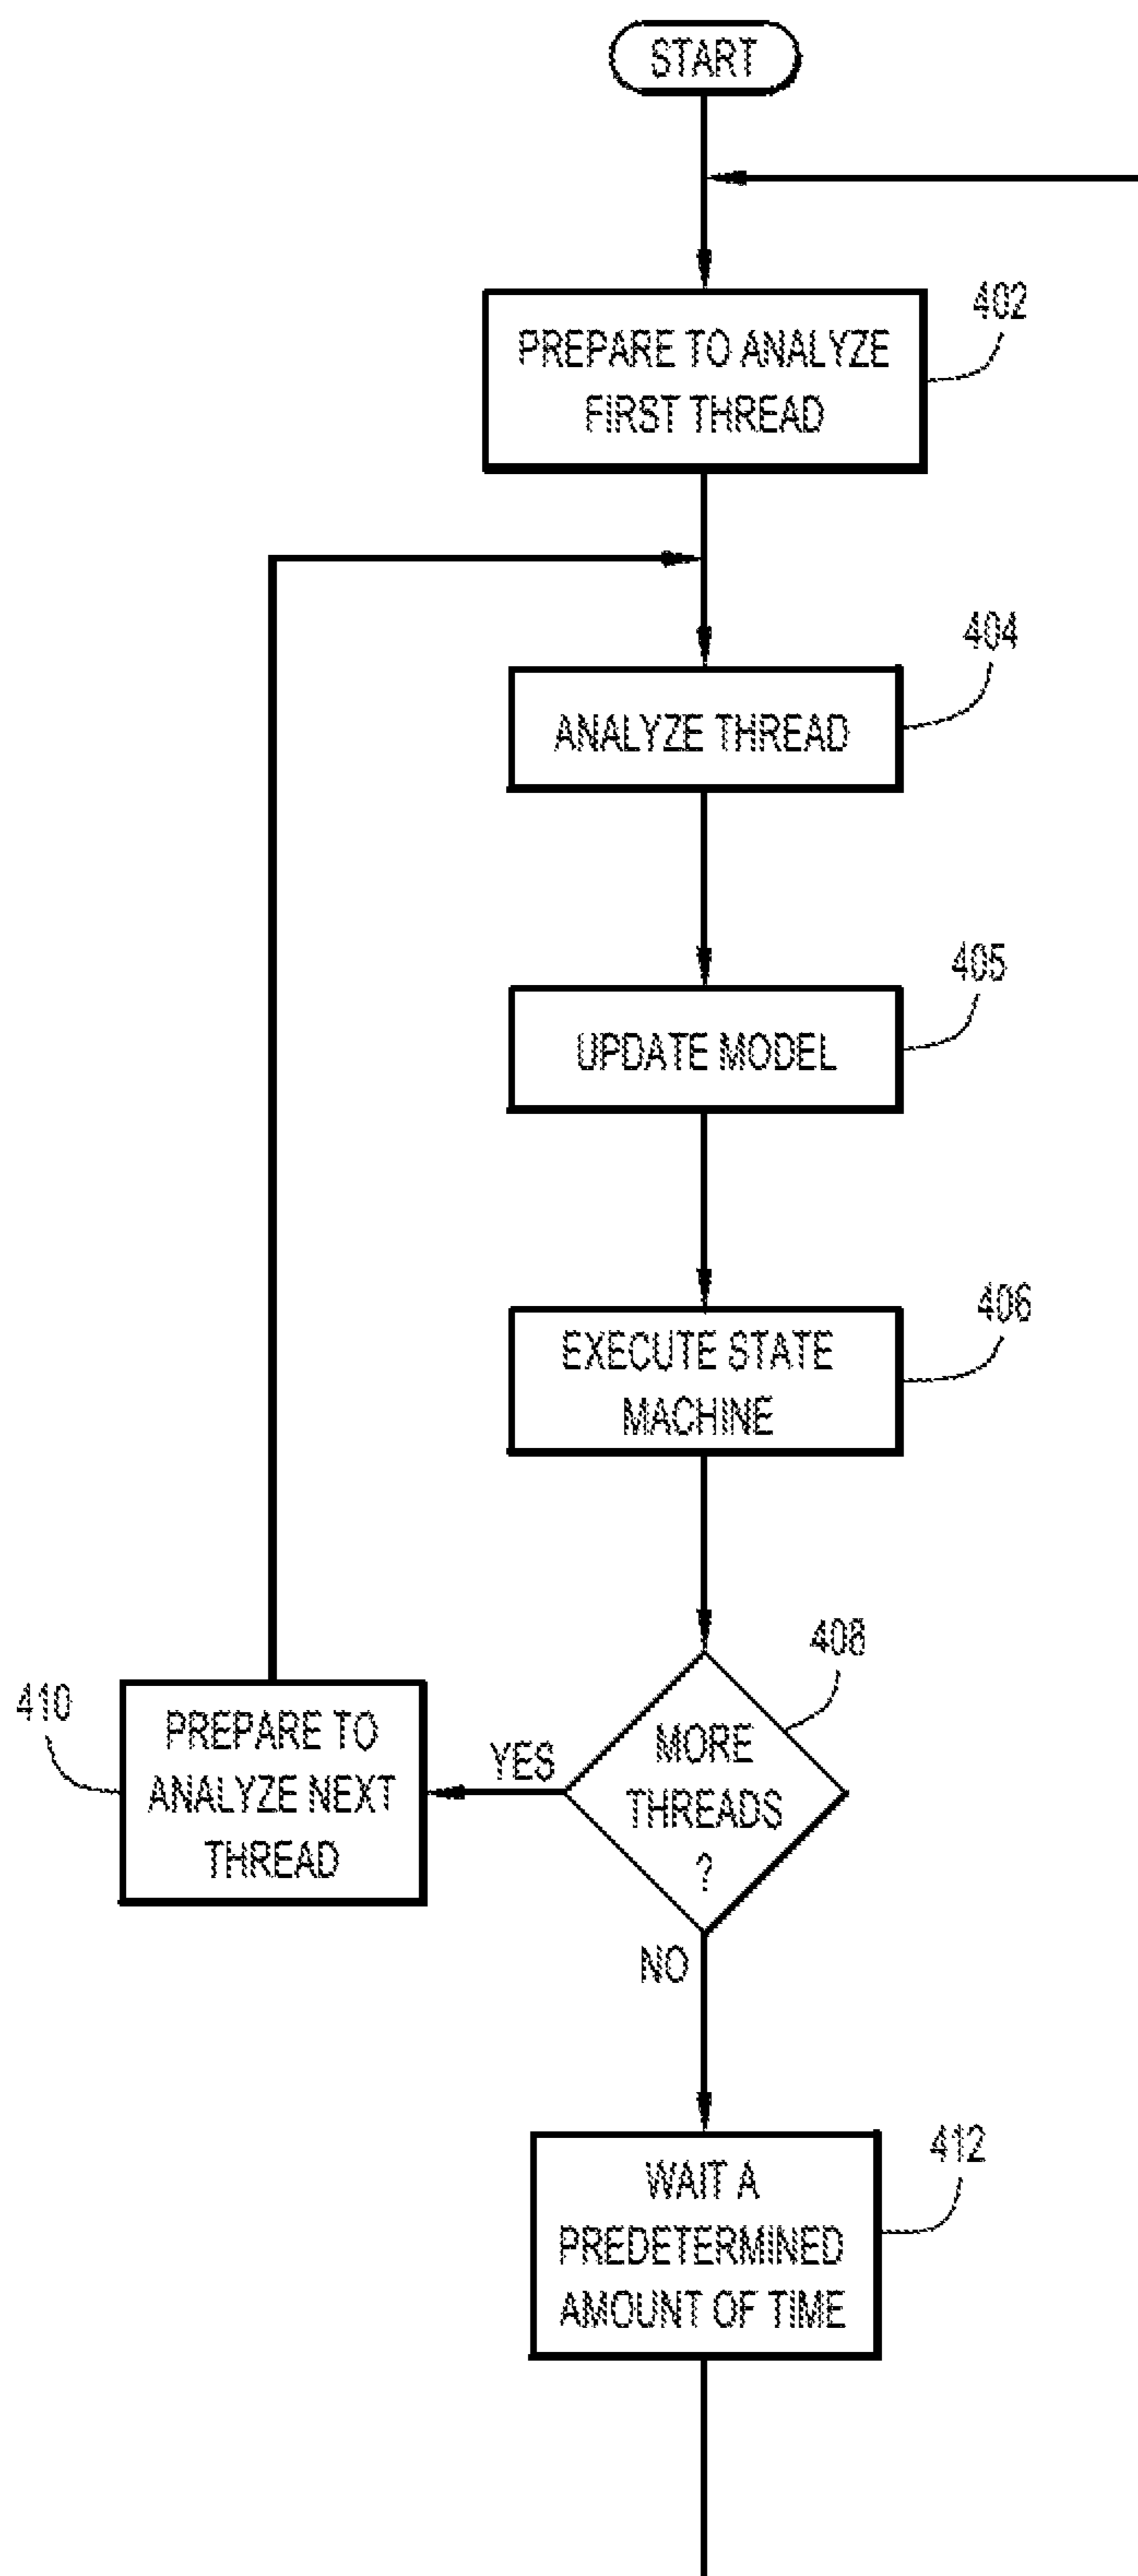 START
402
PREPARE TO ANALYZE
FIRST THREAD
404
ANALYZE THREAD
405
UPDATE MODEL
406
EXECUTE STATE
MACHINE
408
MORE
THREADS
?
YES
410
PREPARE TO
ANALYZE NEXT
THREAD
NO
412
WAIT A
PREDETERMINED
AMOUNT OF TIME